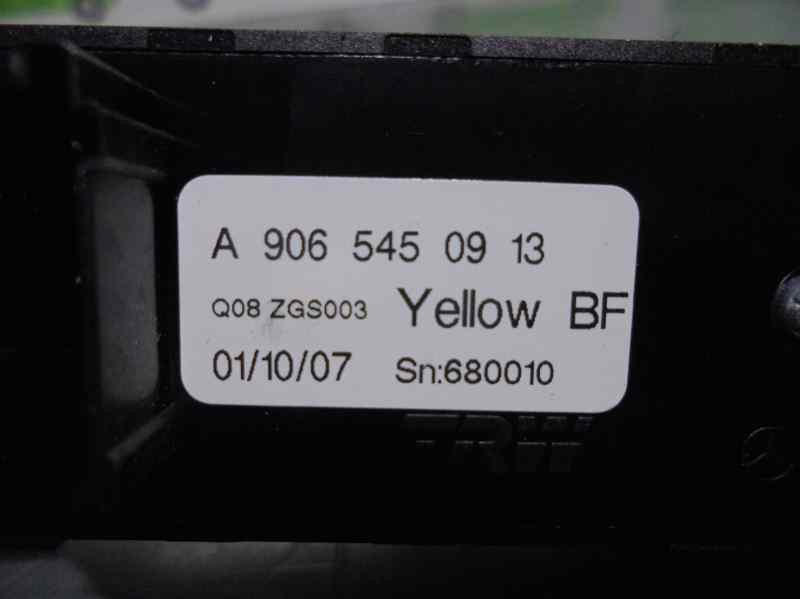 A 906 545 09 13
Q08 ZGS003 Yellow BF
01/10/07 Sn:680010
TRW